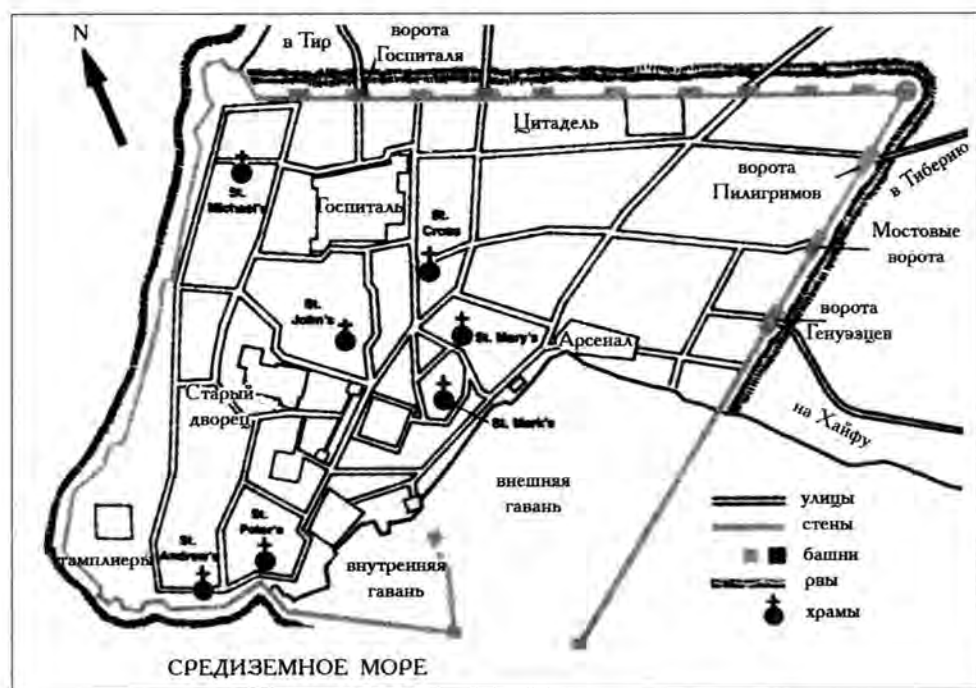 N
в Тир
ворота
Госпиталя
Цитадель
ворота
Пилигримов
в Тиберию
St.
Michael's
Госпиталь
St.
Cross
Мостовые
ворота
St.
John's
St. Mary's
Арсенал
ворота
Генуэзцев
Старый
дворец
St. Mark's
на Хайфу
внешняя
гавань
St.
Peter's
St.
Andrew's
тамплиеры
внутренняя
гавань
улицы
стены
башни
рвы
храмы
СРЕДИЗЕМНОЕ МОРЕ